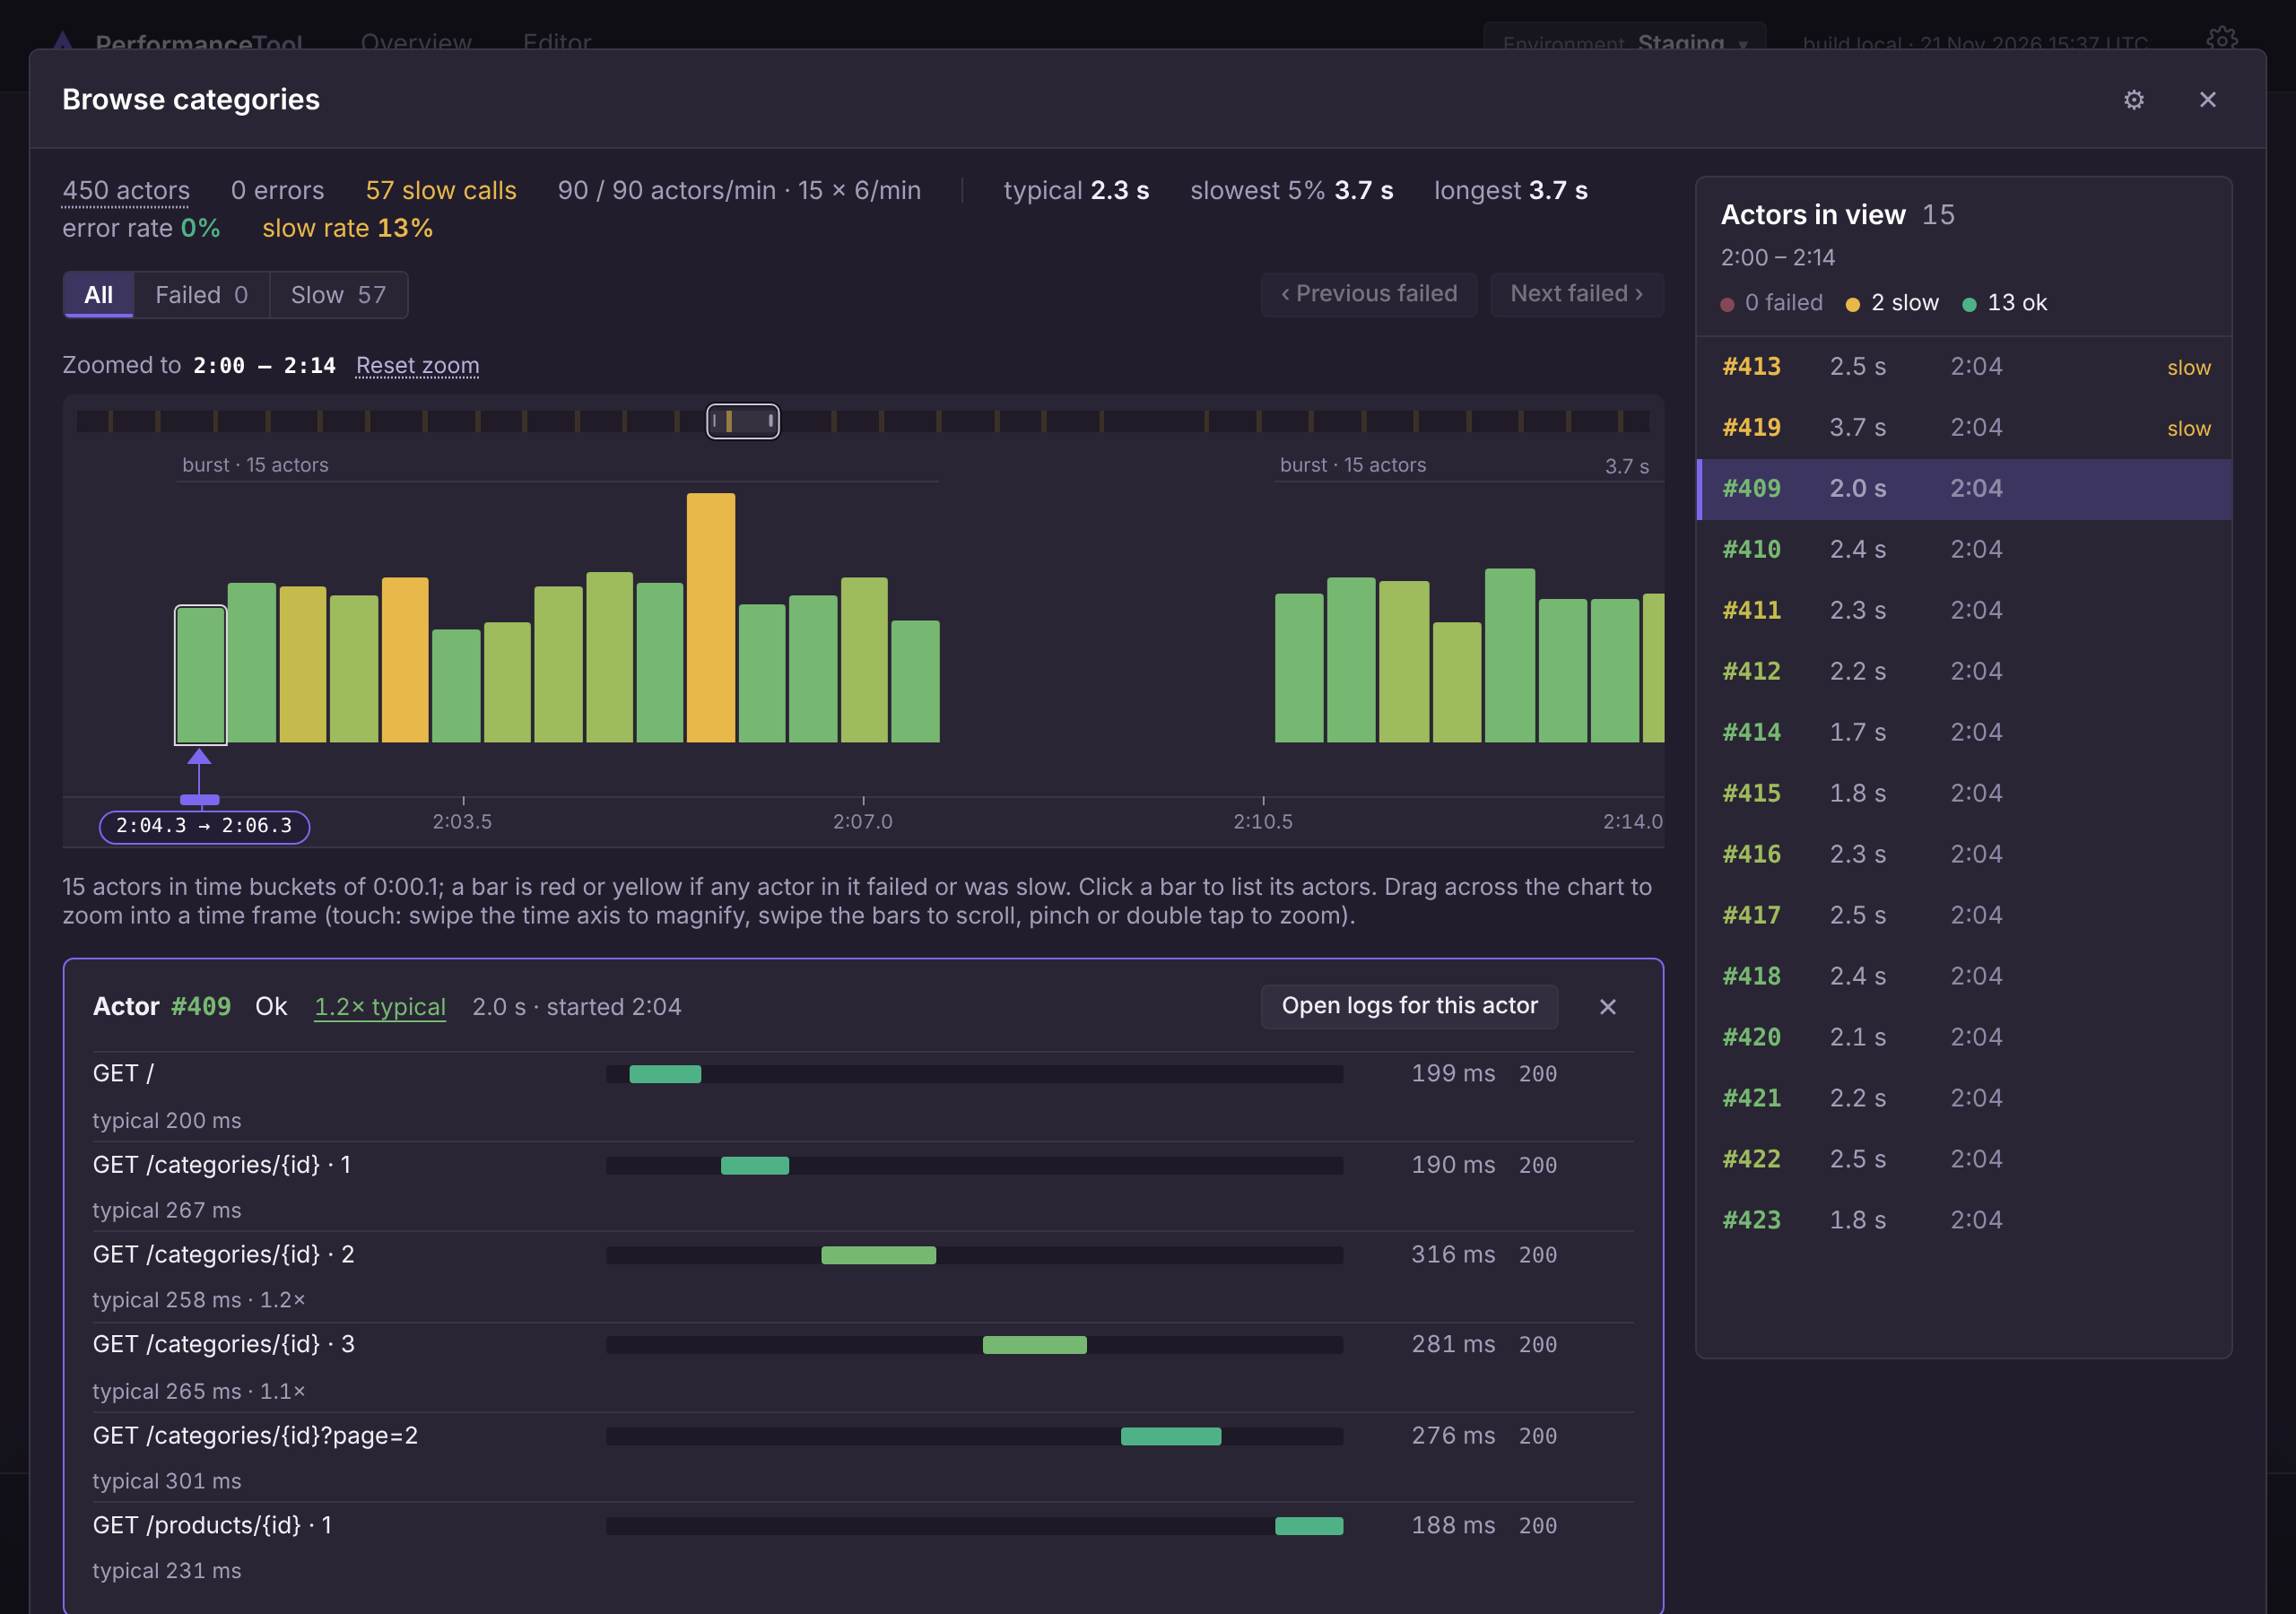 PerformanceTool Overview Editor Environment Staging ▾ build local · 21 Nov 2026 15:37 UTC
Browse categories
450 actors 0 errors 57 slow calls 90 / 90 actors/min · 15 × 6/min typical 2.3 s slowest 5% 3.7 s longest 3.7 s
error rate 0% slow rate 13%
All Failed 0 Slow 57 ‹ Previous failed Next failed ›
Zoomed to 2:00 – 2:14 Reset zoom
burst · 15 actors burst · 15 actors 3.7 s
2:04.3 → 2:06.3 2:03.5 2:07.0 2:10.5 2:14.0
15 actors in time buckets of 0:00.1; a bar is red or yellow if any actor in it failed or was slow. Click a bar to list its actors. Drag across the chart to
zoom into a time frame (touch: swipe the time axis to magnify, swipe the bars to scroll, pinch or double tap to zoom).
Actor #409 Ok 1.2× typical 2.0 s · started 2:04 Open logs for this actor
GET / 199 ms 200
typical 200 ms
GET /categories/{id} · 1 190 ms 200
typical 267 ms
GET /categories/{id} · 2 316 ms 200
typical 258 ms · 1.2×
GET /categories/{id} · 3 281 ms 200
typical 265 ms · 1.1×
GET /categories/{id}?page=2 276 ms 200
typical 301 ms
GET /products/{id} · 1 188 ms 200
typical 231 ms
Actors in view 15
2:00 – 2:14
0 failed 2 slow 13 ok
#413 2.5 s 2:04 slow
#419 3.7 s 2:04 slow
#409 2.0 s 2:04
#410 2.4 s 2:04
#411 2.3 s 2:04
#412 2.2 s 2:04
#414 1.7 s 2:04
#415 1.8 s 2:04
#416 2.3 s 2:04
#417 2.5 s 2:04
#418 2.4 s 2:04
#420 2.1 s 2:04
#421 2.2 s 2:04
#422 2.5 s 2:04
#423 1.8 s 2:04